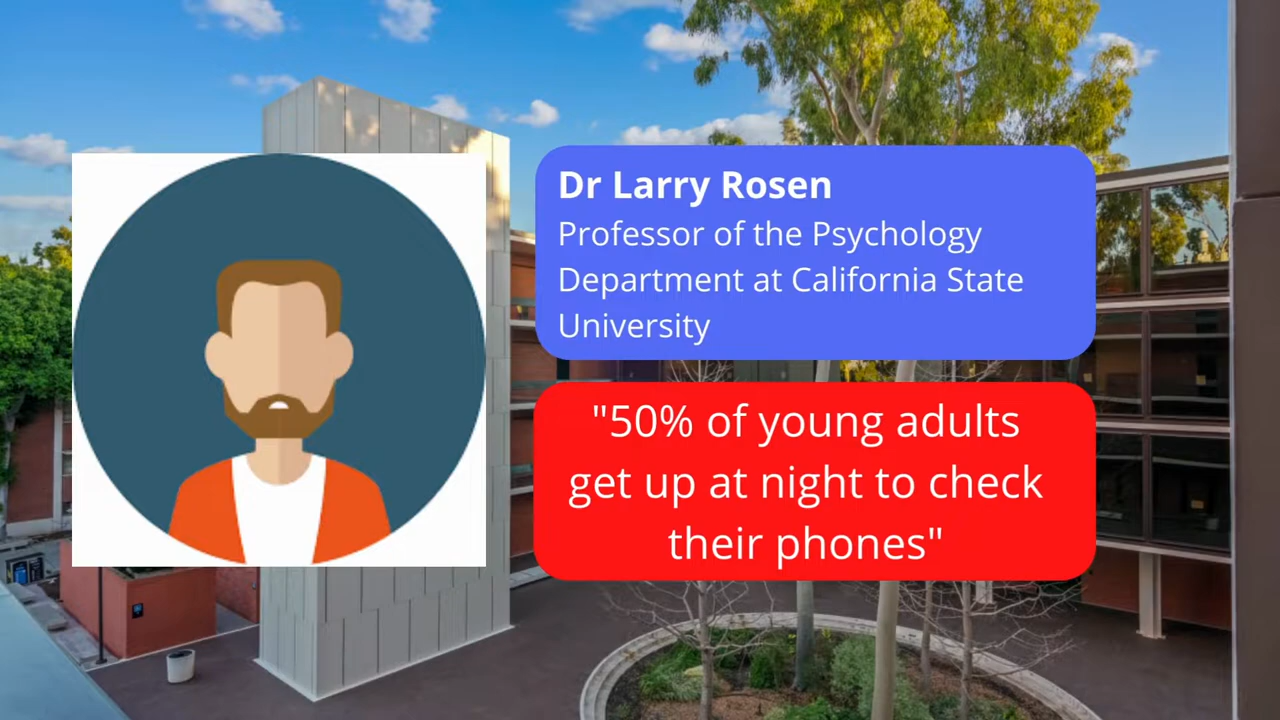 Dr Larry Rosen
Professor of the Psychology
Department at California State
University
"50% of young adults
get up at night to check
their phones"